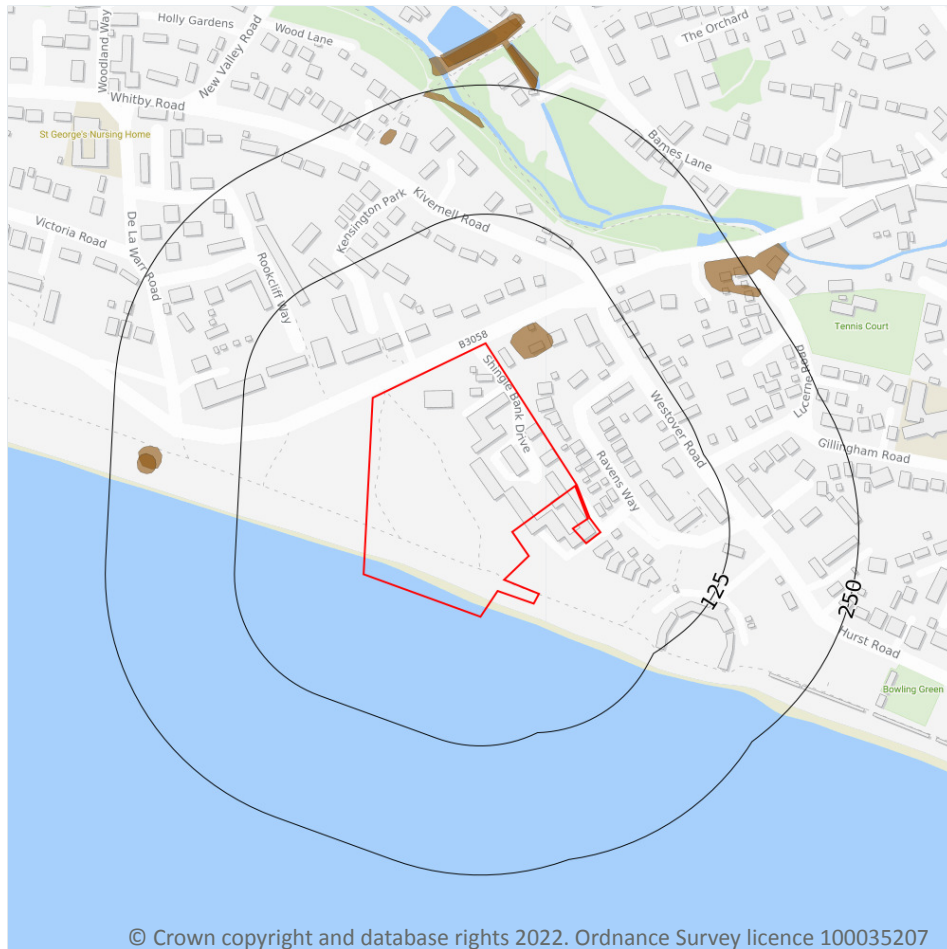 Holly Gardens
Wood Lane
Woodland Way
New Valley Road
The Orchard
Whitby Road
St George's Nursing Home
Barnes Lane
Kensington Park
Kivernell Road
Victoria Road
De La Warr Road
Rookcliff Way
B3058
Shingle Bank Drive
Tennis Court
Lucerne Road
Westover Road
Gillingham Road
Ravens Way
125
250
Hurst Road
Bowling Green
© Crown copyright and database rights 2022. Ordnance Survey licence 100035207